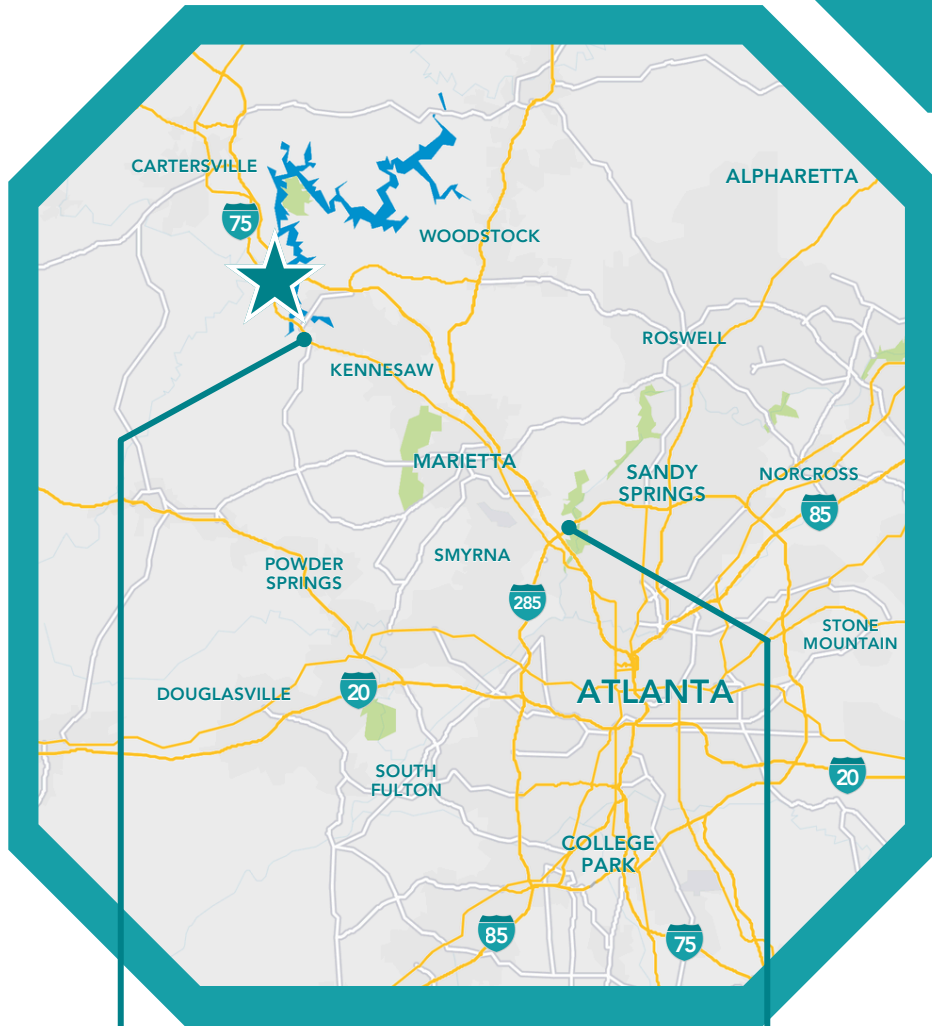 CARTERSVILLE
ALPHARETTA
75
WOODSTOCK
ROSWELL
KENNESAW
MARIETTA
SANDY
SPRINGS
NORCROSS
85
SMYRNA
POWDER
SPRINGS
285
STONE
MOUNTAIN
DOUGLASVILLE
20
ATLANTA
SOUTH
FULTON
20
COLLEGE
PARK
85
75